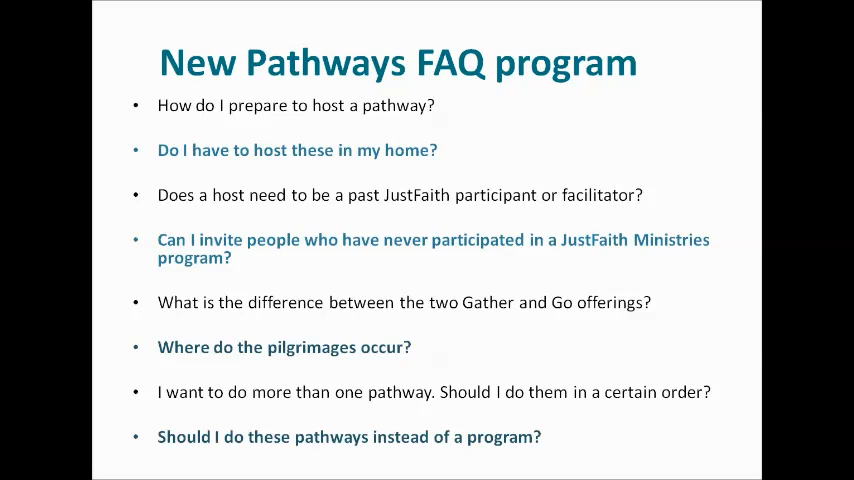 New Pathways FAQ program
• How do I prepare to host a pathway?
• Do I have to host these in my home?
• Does a host need to be a past JustFaith participant or facilitator?
• Can I invite people who have never participated in a JustFaith Ministries
program?
• What is the difference between the two Gather and Go offerings?
• Where do the pilgrimages occur?
• I want to do more than one pathway. Should I do them in a certain order?
• Should I do these pathways instead of a program?